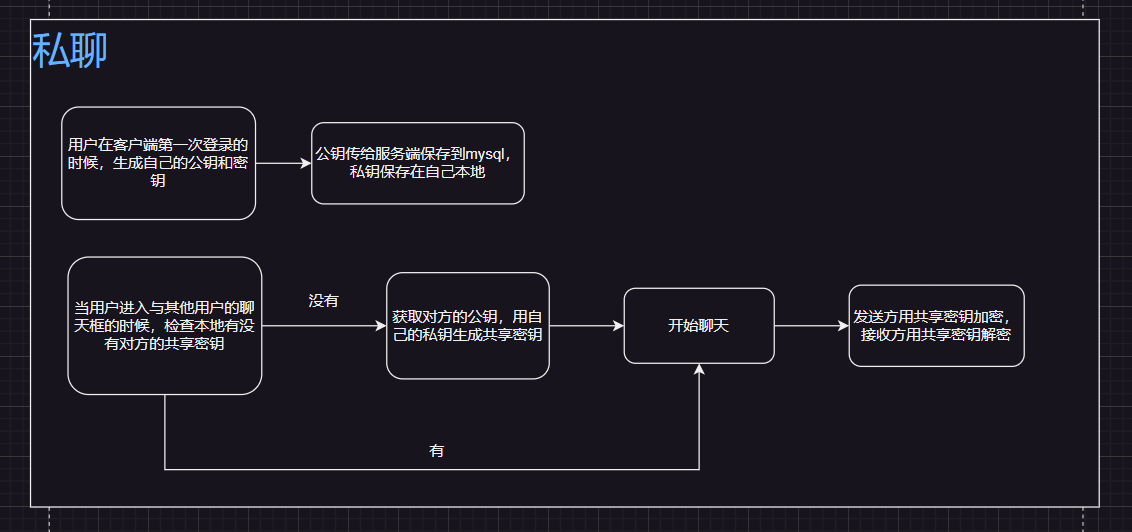 私聊
用户在客户端第一次登录的
时候，生成自己的公钥和密
钥
公钥传给服务端保存到mysql，
私钥保存在自己本地
当用户进入与其他用户的聊
天框的时候，检查本地有没
有对方的共享密钥
没有
获取对方的公钥，用自
己的私钥生成共享密钥
开始聊天
发送方用共享密钥加密，
接收方用共享密钥解密
有